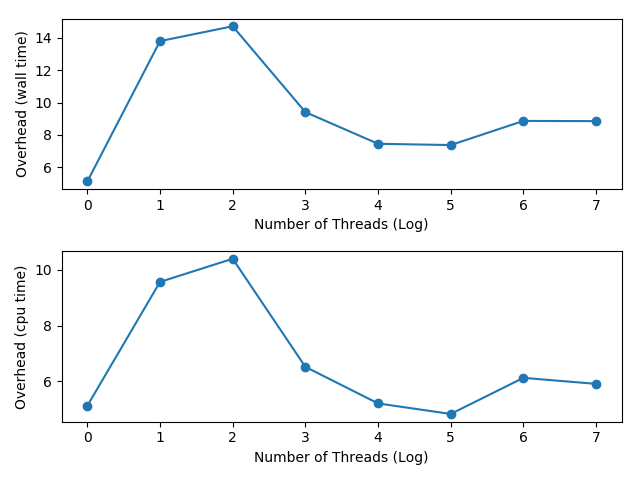 Overhead (wall time)
14
12
10
8
6
0 1 2 3 4 5 6 7
Number of Threads (Log)
Overhead (cpu time)
10
8
6
0 1 2 3 4 5 6 7
Number of Threads (Log)